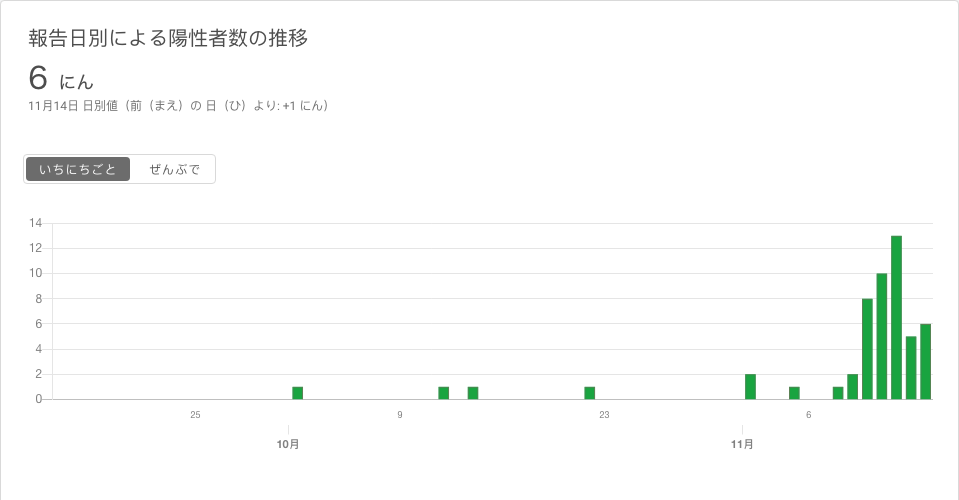 報告日別による陽性者数の推移
6 にん
11月14日 日別値（前（まえ）の 日（ひ）より: +1 にん）
いちにちごと ぜんぶで
14
12
10
8
6
4
2
0
25 9 23 6
10月 11月